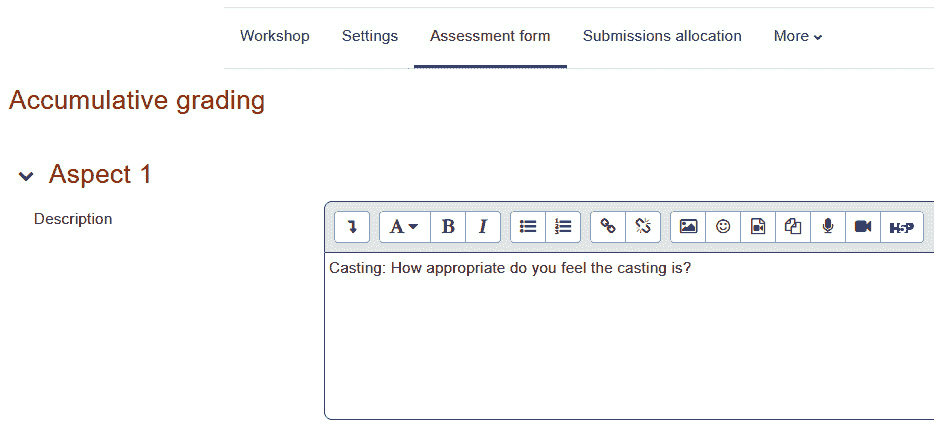 Workshop Settings Assessment form Submissions allocation More
Accumulative grading
Aspect 1
Description
A B I H-P
Casting: How appropriate do you feel the casting is?